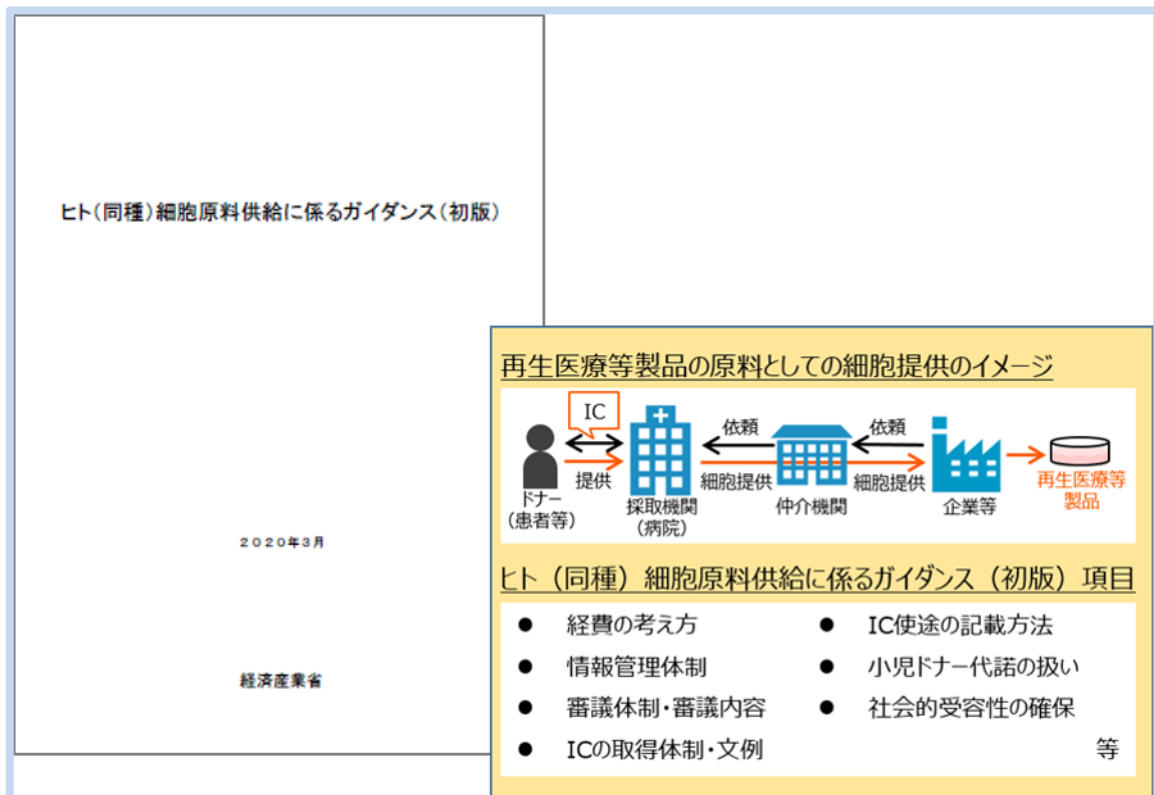 ヒト（同種）細胞原料供給に係るガイダンス（初版）
２０２０年３月
経済産業省
再生医療等製品の原料としての細胞提供のイメージ
IC
依頼
依頼
提供
細胞提供
細胞提供
再生医療等
製品
ドナー
（患者等）
採取機関
（病院）
仲介機関
企業等
ヒト（同種）細胞原料供給に係るガイダンス（初版）項目
● 経費の考え方
● 情報管理体制
● 審議体制・審議内容
● ICの取得体制・文例
● IC使途の記載方法
● 小児ドナー代諾の扱い
● 社会的受容性の確保
等